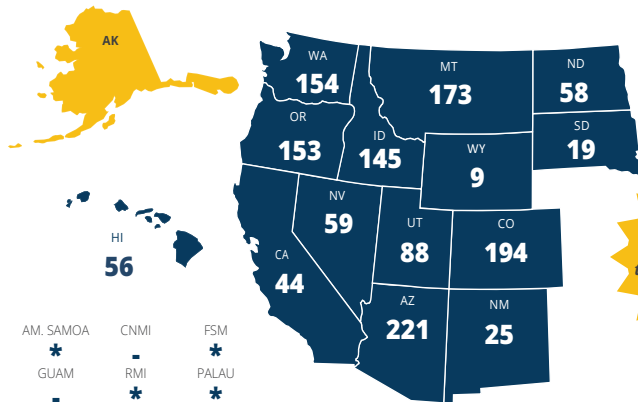 AK
WA
154
MT
173
ND
58
OR
153
ID
145
WY
9
SD
19
NV
59
UT
88
CO
194
CA
44
AZ
221
NM
25
HI
56
AM. SAMOA CNMI FSM
* - *
GUAM RMI PALAU
- * *